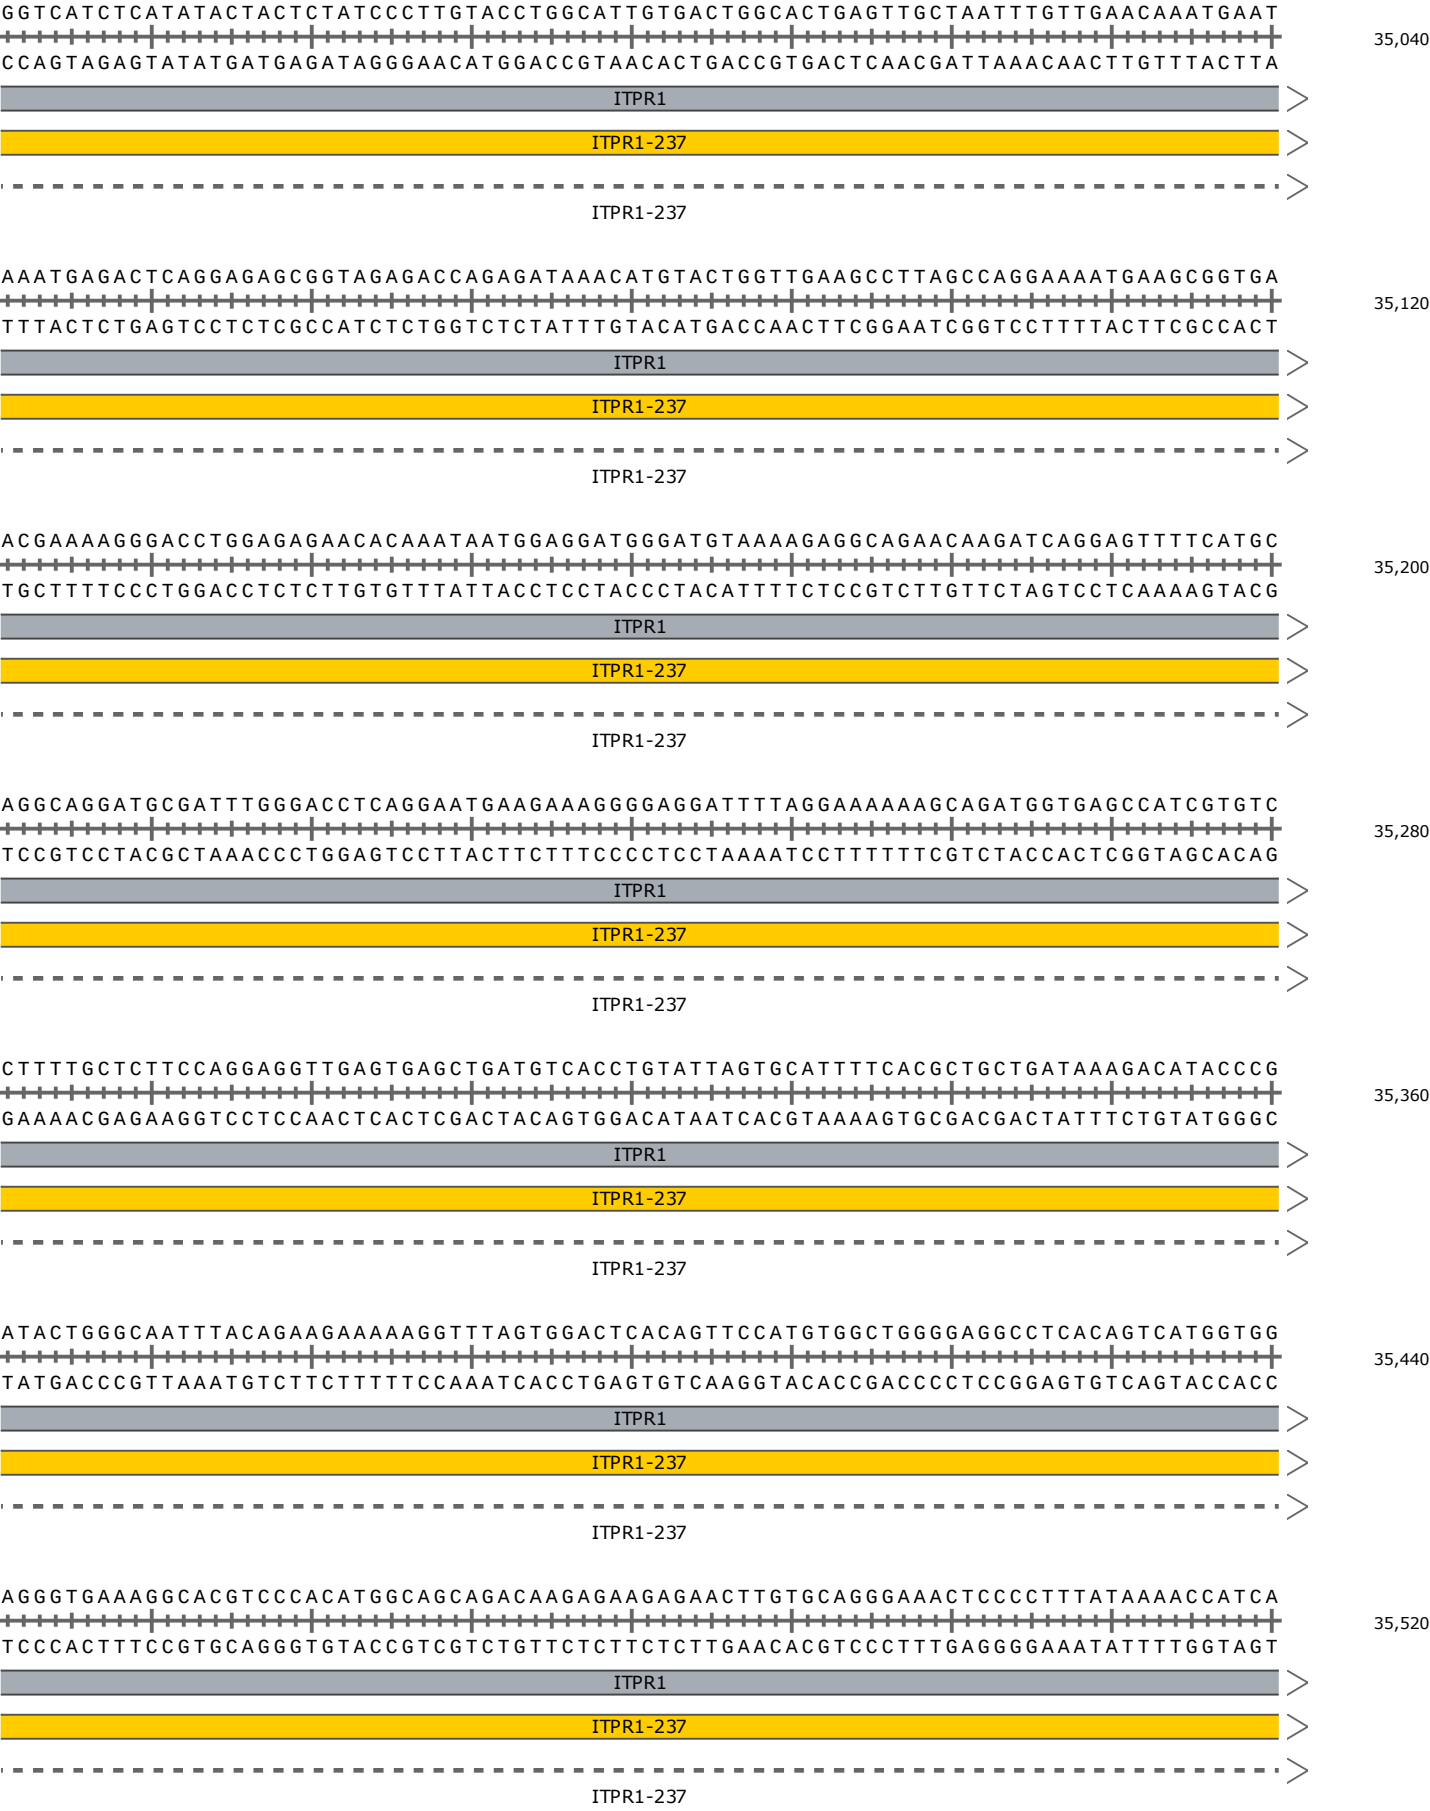 GGTCATCTCATATACTACTCTATCCCTTGTACCTGGCATTGTGACTGGCACTGAGTTGCTAATTTGTTGAACAAATGAAT
35,040
CCAGTAGAGTATATGATGAGATAGGGAACATGGACCGTAACACTGACCGTGACTCAACGATTAAACAACTTGTTTACTTA
ITPR1
ITPR1-237
ITPR1-237
AAATGAGACTCAGGAGAGCGGTAGAGACCAGAGATAAACATGTACTGGTTGAAGCCTTAGCCAGGAAAATGAAGCGGTGA
35,120
TTTACTCTGAGTCCTCTCGCCATCTCTGGTCTCTATTTGTACATGACCAACTTCGGAATCGGTCCTTTTACTTCGCCACT
ITPR1
ITPR1-237
ITPR1-237
ACGAAAAGGGACCTGGAGAGAACACAAATAATGGAGGATGGGATGTAAAAGAGGCAGAACAAGATCAGGAGTTTTCATGC
35,200
TGCTTTTCCCTGGACCTCTCTTGTGTTTATTACCTCCTACCCTACATTTTCTCCGTCTTGTTCTAGTCCTCAAAAGTACG
ITPR1
ITPR1-237
ITPR1-237
AGGCAGGATGCGATTTGGGACCTCAGGAATGAAGAAAGGGGAGGATTTTAGGAAAAAAGCAGATGGTGAGCCATCGTGTC
35,280
TCCGTCCTACGCTAAACCCTGGAGTCCTTACTTCTTTCCCCTCCTAAAATCCTTTTTTCGTCTACCACTCGGTAGCACAG
ITPR1
ITPR1-237
ITPR1-237
CTTTTGCTCTTCCAGGAGGTTGAGTGAGCTGATGTCACCTGTATTAGTGCATTTTCACGCTGCTGATAAAGACATACCCG
35,360
GAAAACGAGAAGGTCCTCCAACTCACTCGACTACAGTGGACATAATCACGTAAAAGTGCGACGACTATTTCTGTATGGGC
ITPR1
ITPR1-237
ITPR1-237
ATACTGGGCAATTTACAGAAGAAAAAGGTTTAGTGGACTCACAGTTCCATGTGGCTGGGGAGGCCTCACAGTCATGGTGG
35,440
TATGACCCGTTAAATGTCTTCTTTTTCCAAATCACCTGAGTGTCAAGGTACACCGACCCCTCCGGAGTGTCAGTACCACC
ITPR1
ITPR1-237
ITPR1-237
AGGGTGAAAGGCACGTCCCACATGGCAGCAGACAAGAGAAGAGAACTTGTGCAGGGAAACTCCCCTTTATAAAACCATCA
35,520
TCCCACTTTCCGTGCAGGGTGTACCGTCGTCTGTTCTCTTCTCTTGAACACGTCCCTTTGAGGGGAAATATTTTGGTAGT
ITPR1
ITPR1-237
ITPR1-237